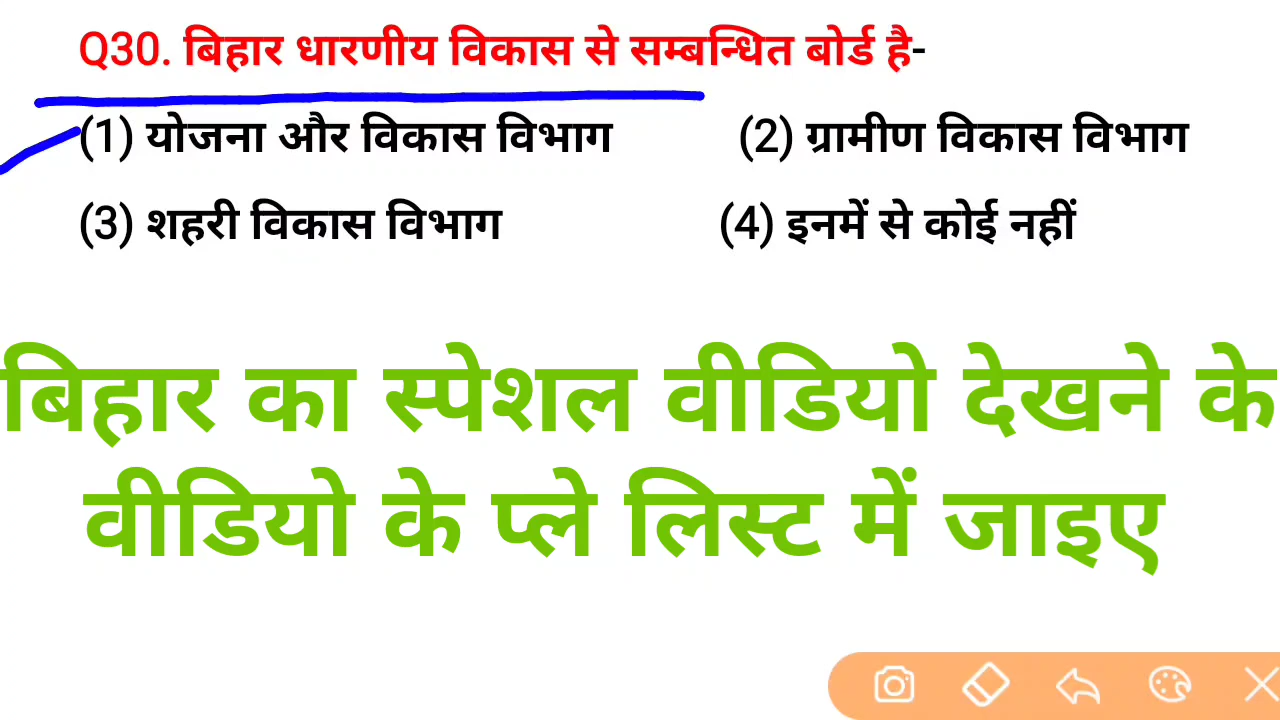 Q30. बिहार धारणीय विकास से सम्बन्धित बोर्ड है-
(1) योजना और विकास विभाग (2) ग्रामीण विकास विभाग
(3) शहरी विकास विभाग (4) इनमें से कोई नहीं
बिहार का स्पेशल वीडियो देखने के
वीडियो के प्ले लिस्ट में जाइए